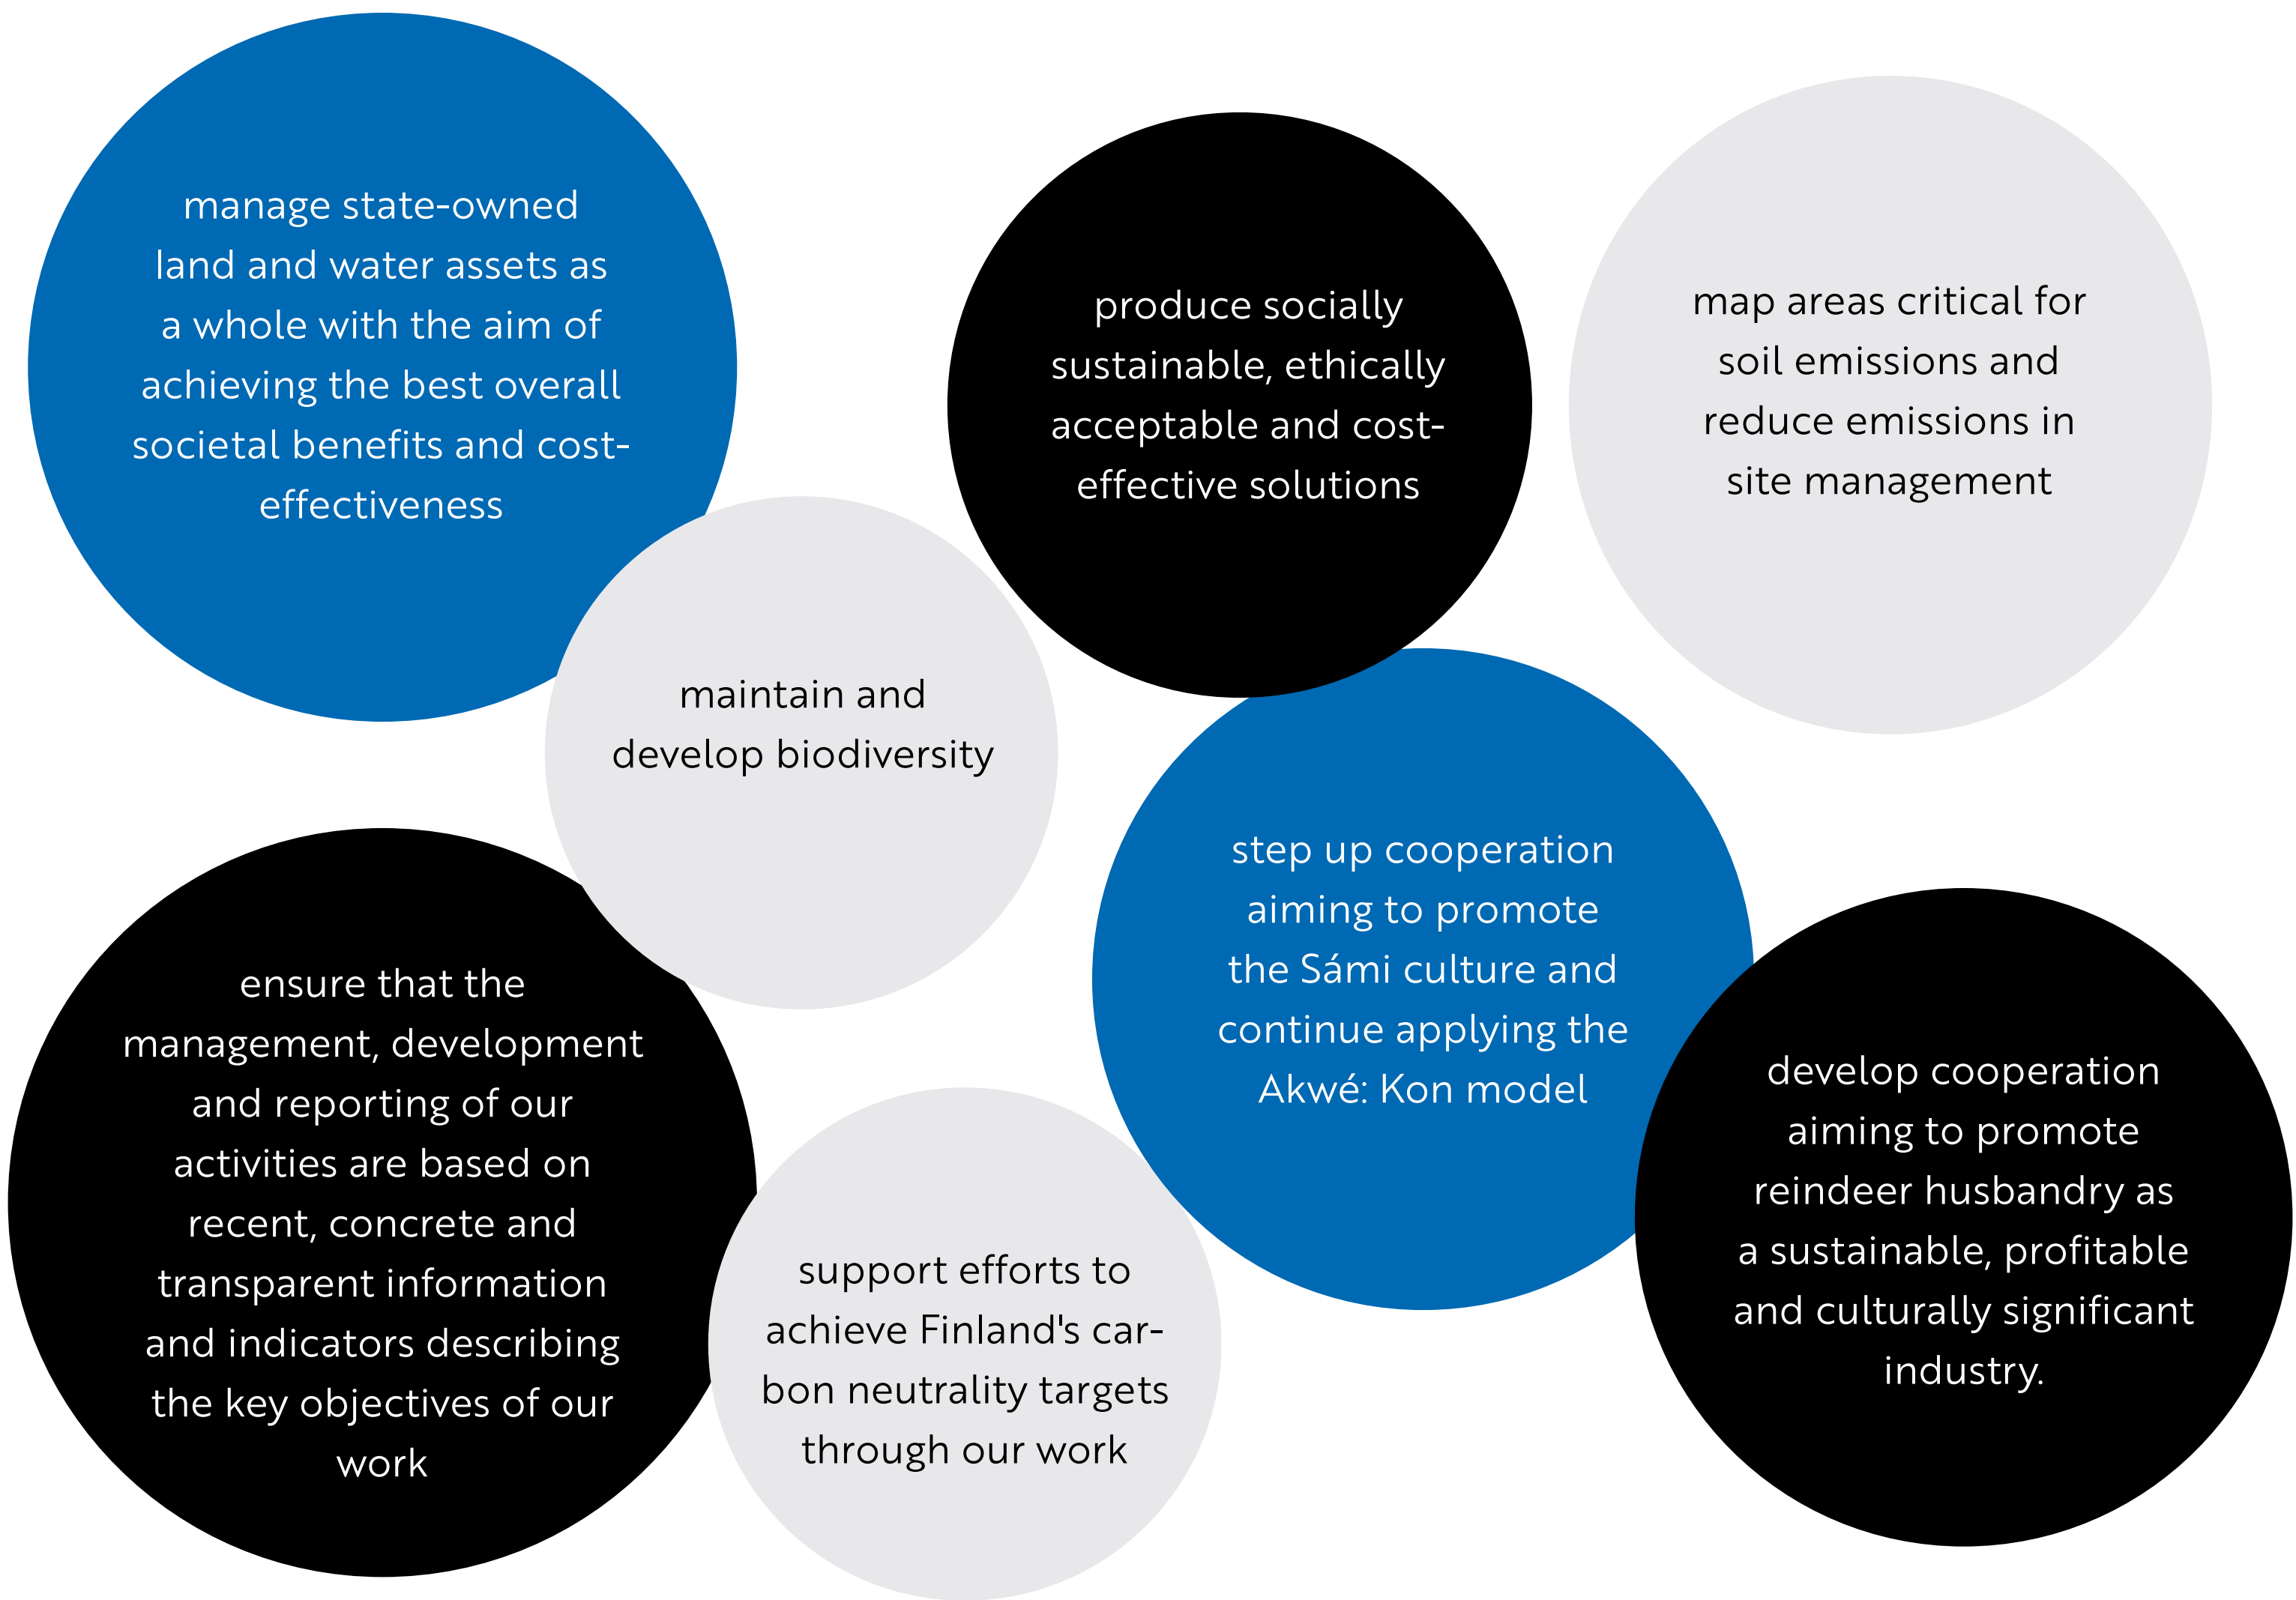 manage state-owned
land and water assets as
a whole with the aim of
achieving the best overall
societal benefits and cost-
effectiveness
produce socially
sustainable, ethically
acceptable and cost-
effective solutions
map areas critical for
soil emissions and
reduce emissions in
site management
maintain and
develop biodiversity
step up cooperation
aiming to promote
the Sámi culture and
continue applying the
Akwé: Kon model
ensure that the
management, development
and reporting of our
activities are based on
recent, concrete and
transparent information
and indicators describing
the key objectives of our
work
support efforts to
achieve Finland's car-
bon neutrality targets
through our work
develop cooperation
aiming to promote
reindeer husbandry as
a sustainable, profitable
and culturally significant
industry.